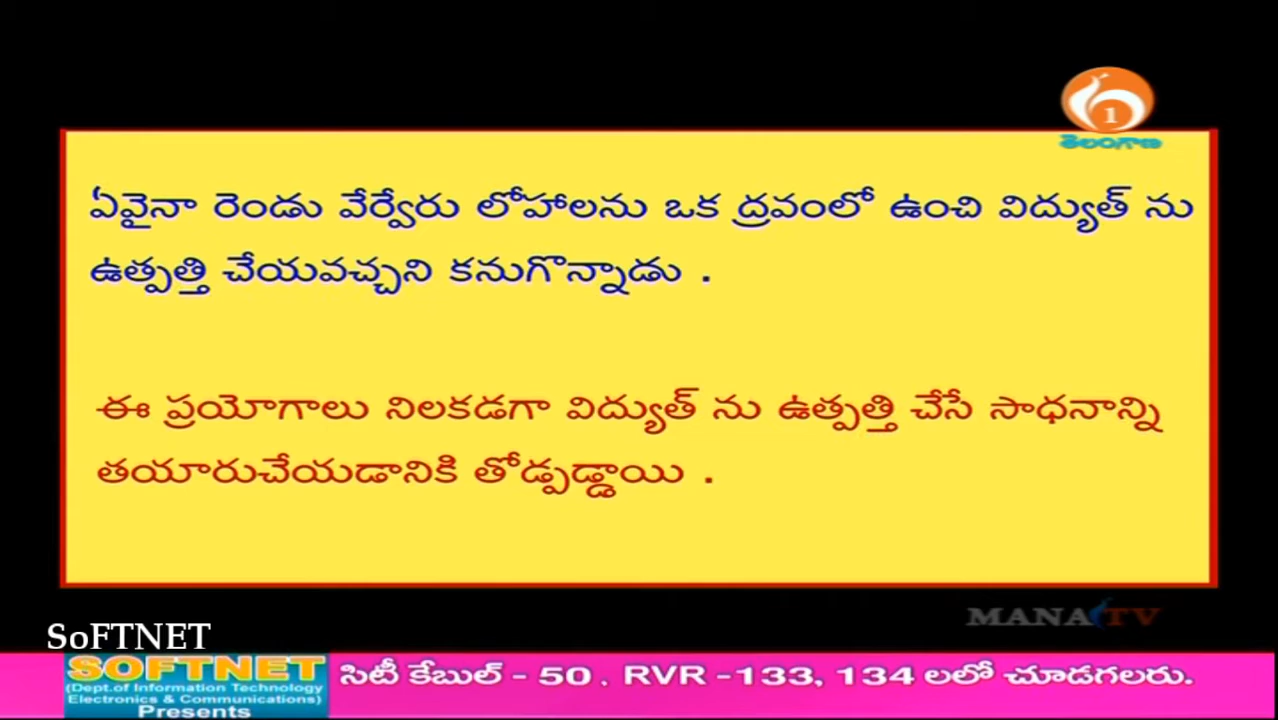 1
తెలంగాణ
ఏవైనా రెండు వేర్వేరు లోహాలను ఒక ద్రవంలో ఉంచి విద్యుత్ ను
ఉత్పత్తి చేయవచ్చని కనుగొన్నాడు .
ఈ ప్రయోగాలు నిలకడగా విద్యుత్ ను ఉత్పత్తి చేసే సాధనాన్ని
తయారుచేయడానికి తోడ్పడ్డాయి .
MANA TV
SoFTNET
SOFTNET
(Dept.of Information Technology
Electronics & Communications)
Presents
సిటీ కేబుల్ - 50 . RVR -133, 134 లలో చూడగలరు.